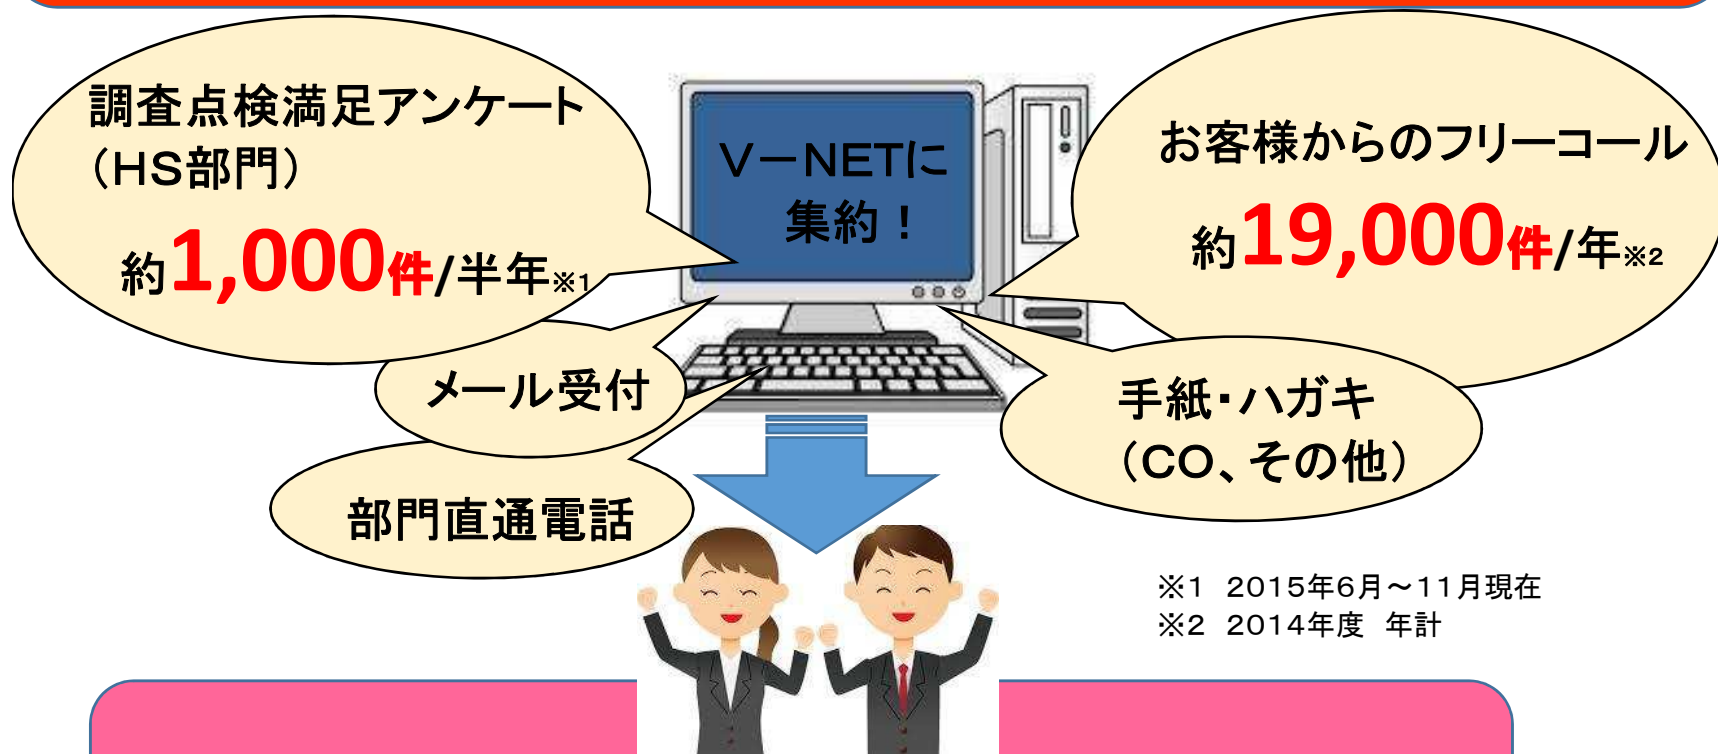 調査点検満足アンケート
（HS部門）
約1,000件/半年※1
V－NETに
集約！
お客様からのフリーコール
約19,000件/年※2
メール受付
手紙・ハガキ
（CO、その他）
部門直通電話
※1　2015年6月～11月現在
※2　2014年度　年計